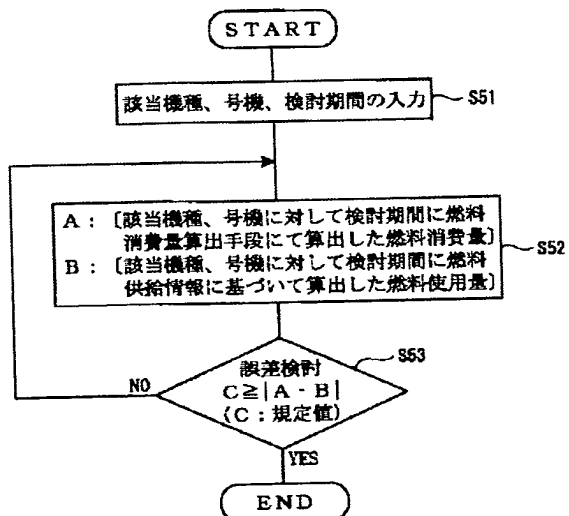 START
該当機種、号機、検討期間の入力
S51
A：〔該当機種、号機に対して検討期間に燃料
消費量算出手段にて算出した燃料消費量〕
B：〔該当機種、号機に対して検討期間に燃料
供給情報に基づいて算出した燃料使用量〕
S52
誤差検討
C≧|A-B|
(C：規定値)
S53
NO
YES
END